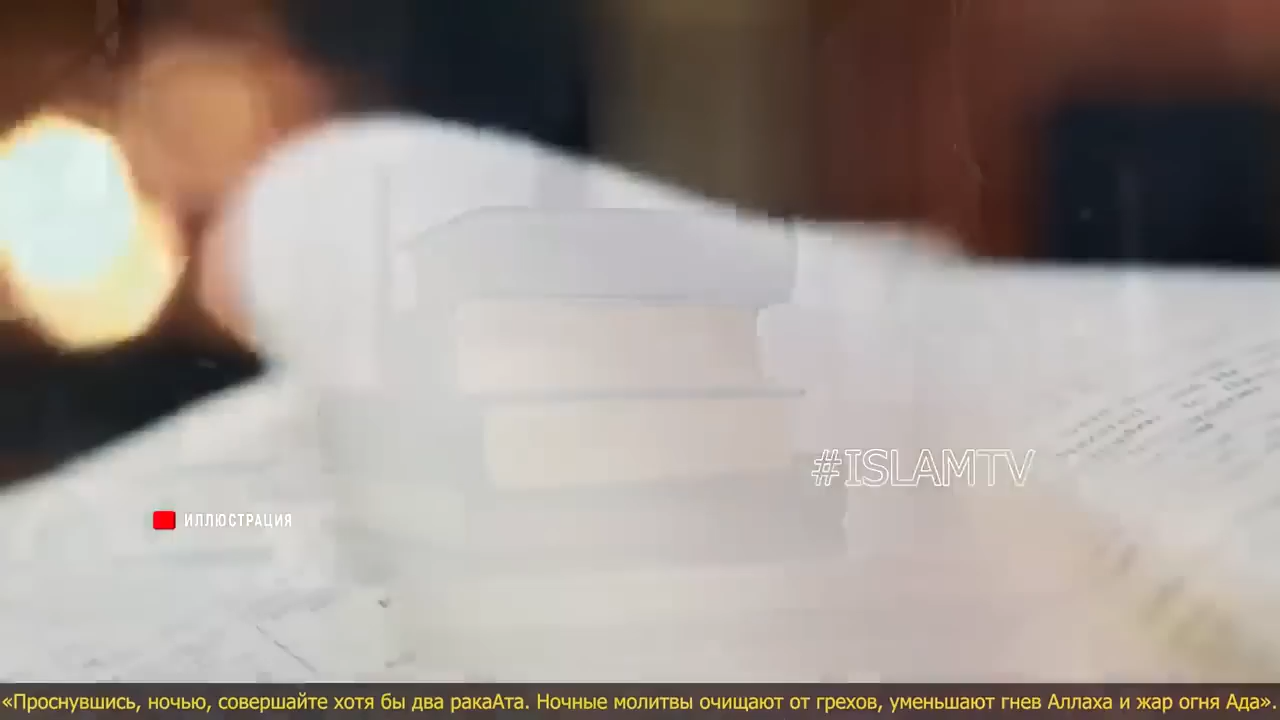 #ISLAMTV
ИЛЛЮСТРАЦИЯ
«Проснувшись, ночью, совершайте хотя бы два ракаАта. Ночные молитвы очищают от грехов, уменьшают гнев Аллаха и жар огня Ада».